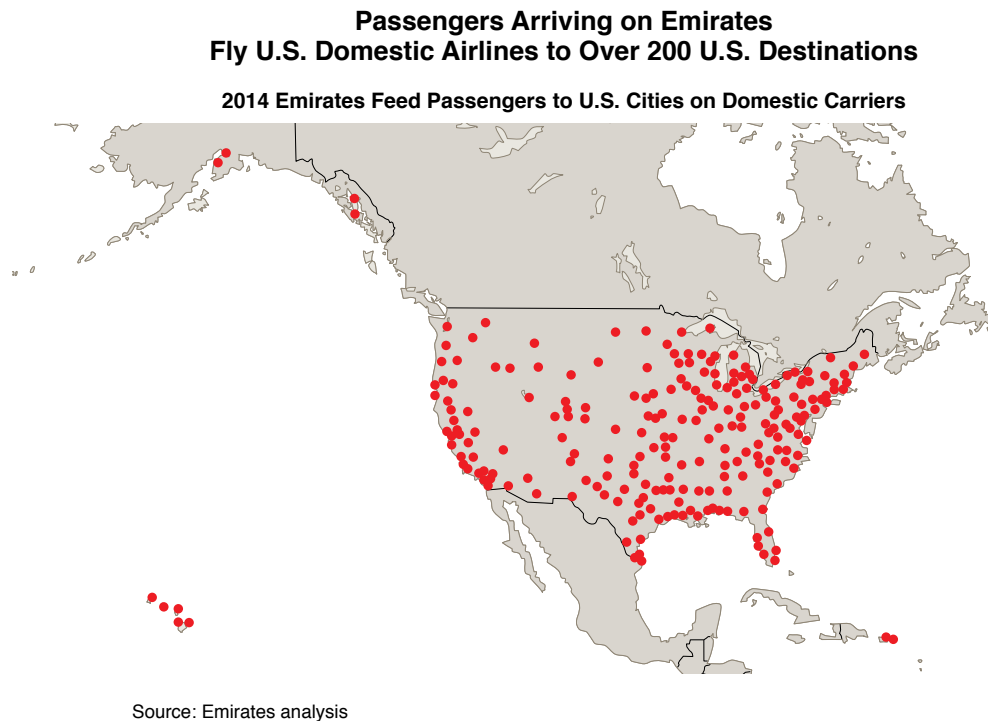 Passengers Arriving on Emirates
Fly U.S. Domestic Airlines to Over 200 U.S. Destinations
2014 Emirates Feed Passengers to U.S. Cities on Domestic Carriers
Source: Emirates analysis